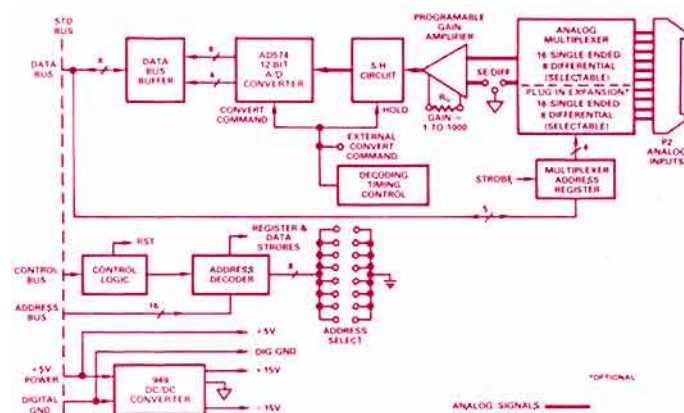 STD
BUS
DATA
BUS
8
DATA
BUS
BUFFER
8
4
AD574
12 BIT
A/D
CONVERTER
CONVERT
COMMAND
S H
CIRCUIT
HOLD
PROGRAMABLE
GAIN
AMPLIFIER
GAIN =
1 TO 1000
SE DIFF
ANALOG
MULTIPLEXER
16 SINGLE ENDED
8 DIFFERENTIAL
(SELECTABLE)
PLUG IN EXPANSION*
16 SINGLE ENDED
8 DIFFERENTIAL
(SELECTABLE)
P2
ANALOG
INPUTS
EXTERNAL
CONVERT
COMMAND
DECODING
TIMING
CONTROL
STROBE
MULTIPLEXER
ADDRESS
REGISTER
5
RST
REGISTER &
DATA
STROBES
CONTROL
BUS
CONTROL
LOGIC
ADDRESS
DECODER
8
ADDRESS
BUS
16
ADDRESS
SELECT
+5V
DIG GND
+5V
POWER
+15V
949
DC/DC
CONVERTER
DIGITAL
GND
-15V
*OPTIONAL
ANALOG SIGNALS